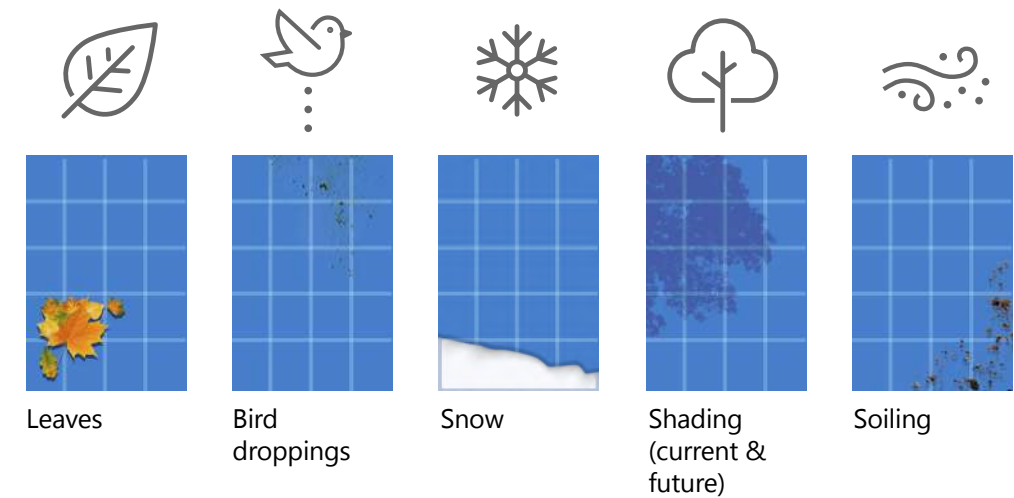 Leaves
Bird
droppings
Snow
Shading
(current &
future)
Soiling